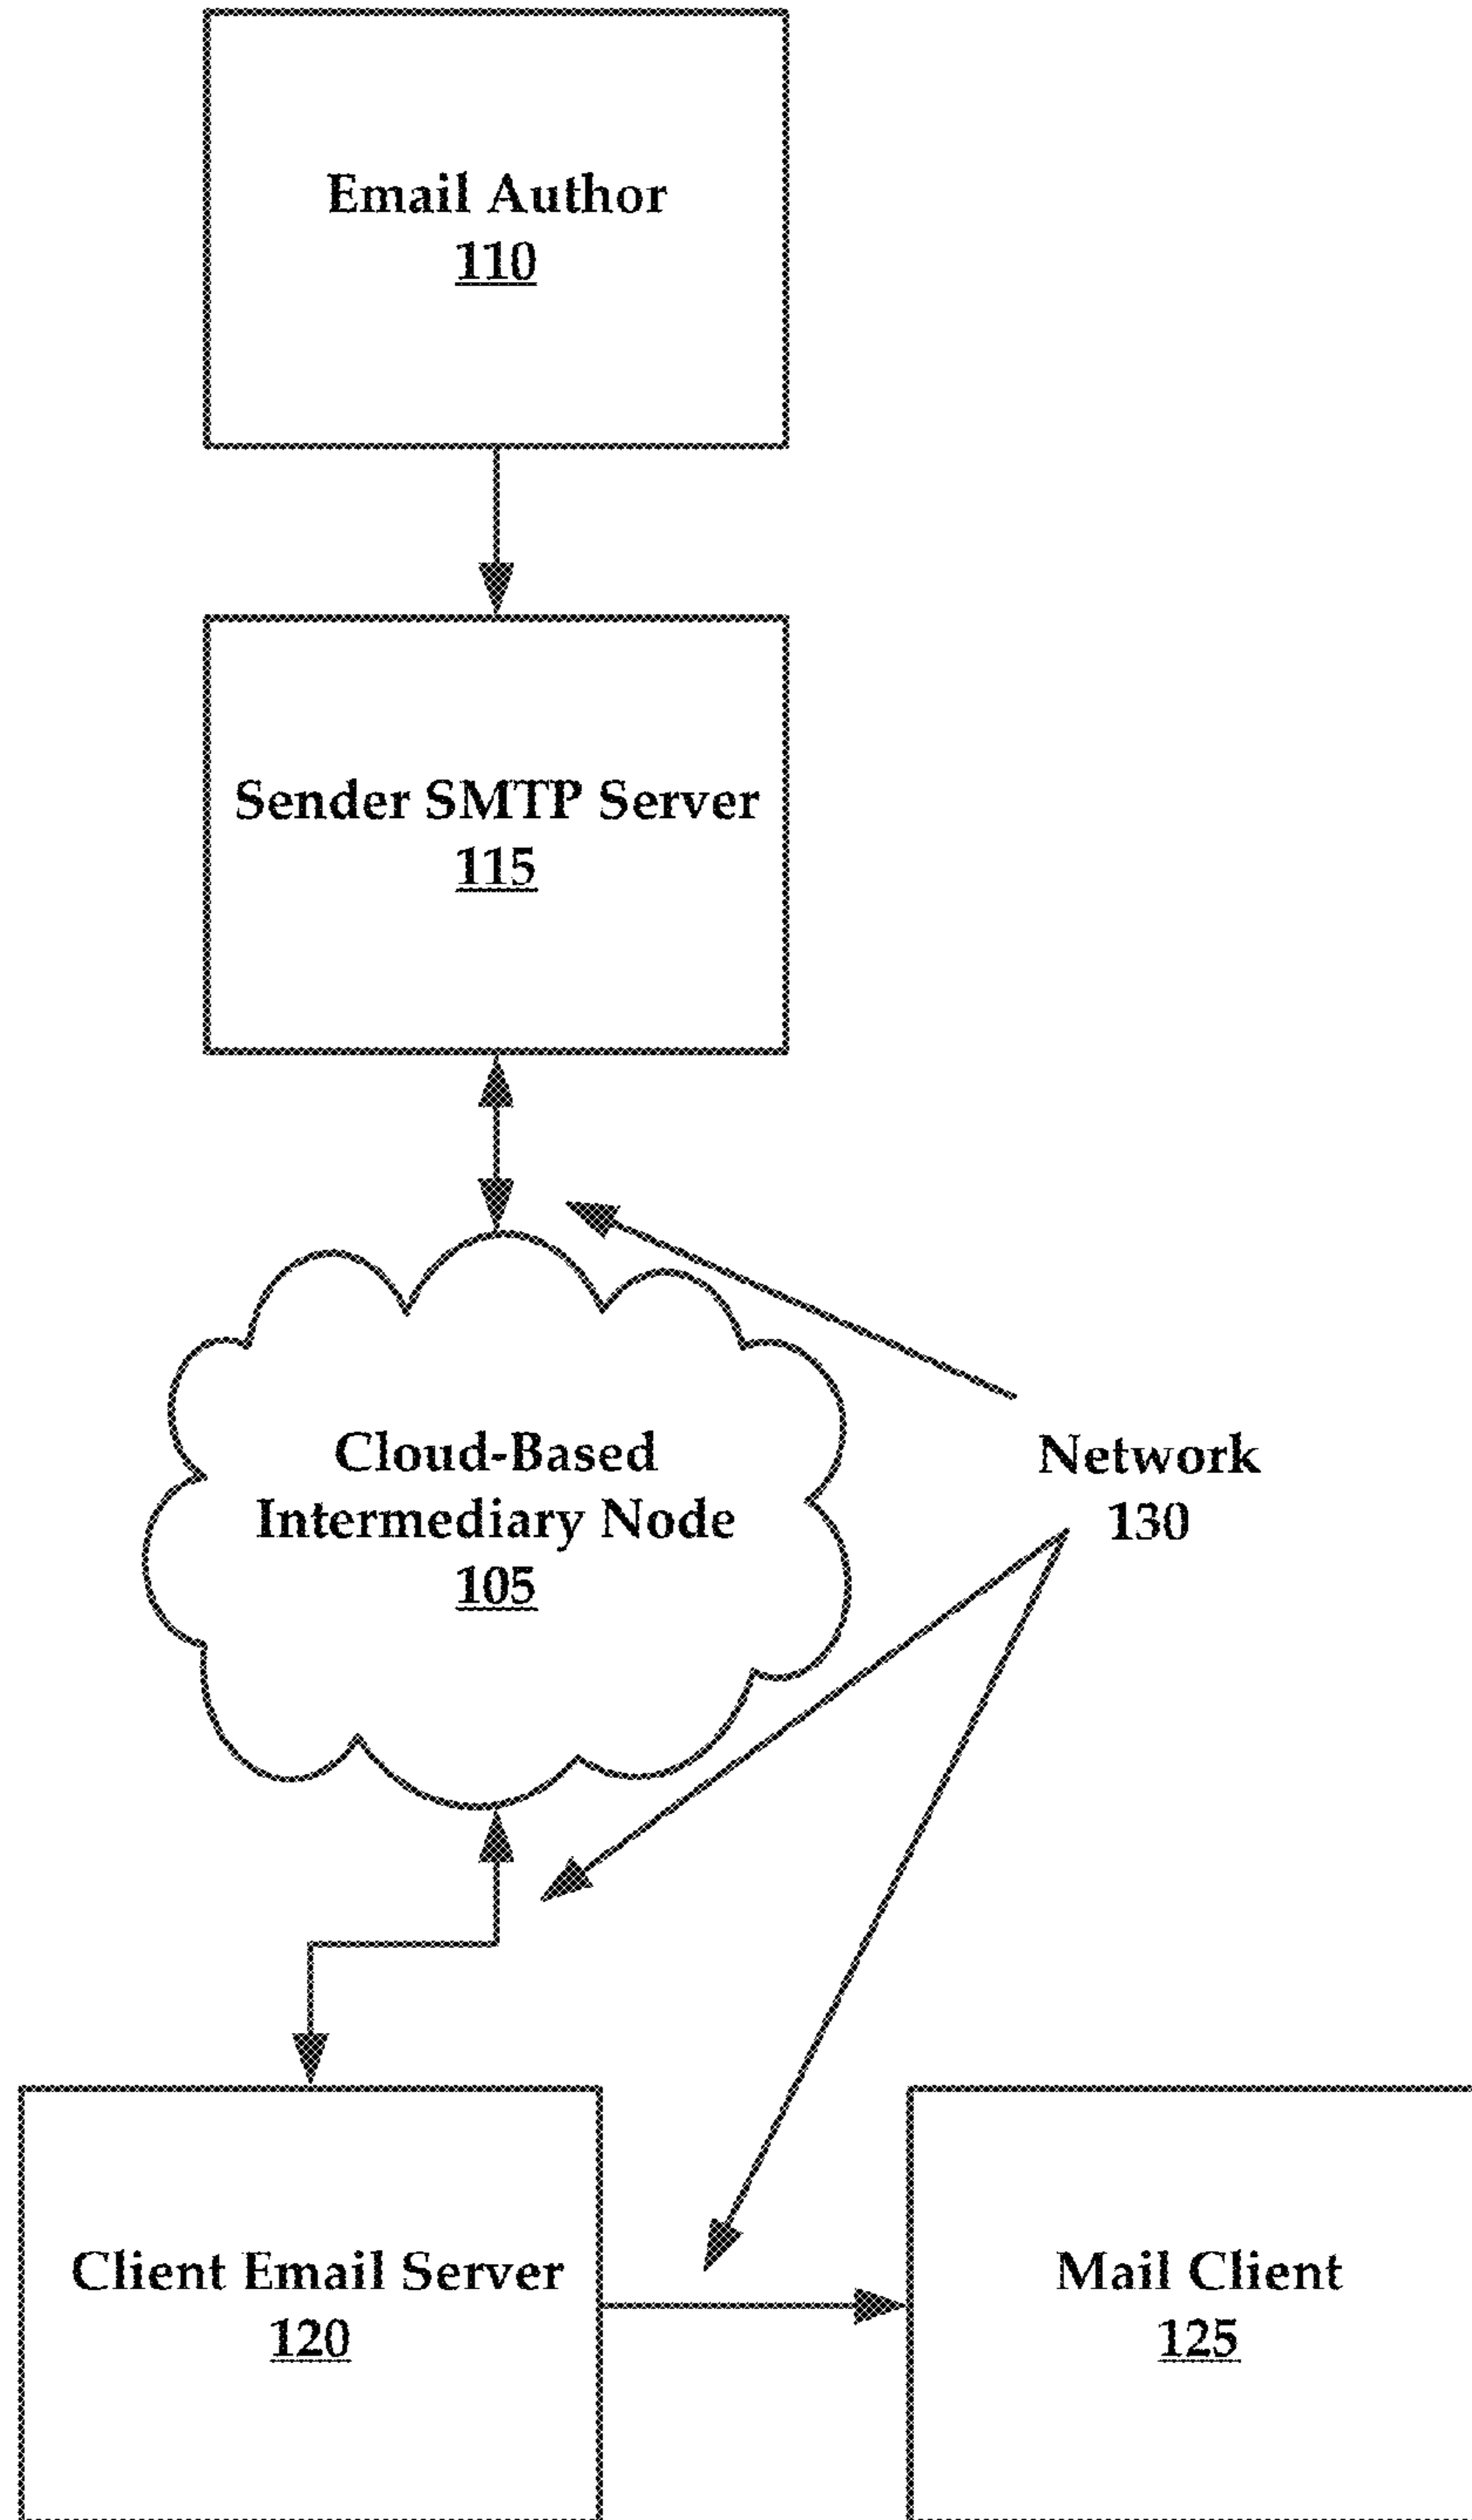 Email Author
110
Sender SMTP Server
115
Cloud-Based
Intermediary Node
105
Network
130
Client Email Server
120
Mail Client
125